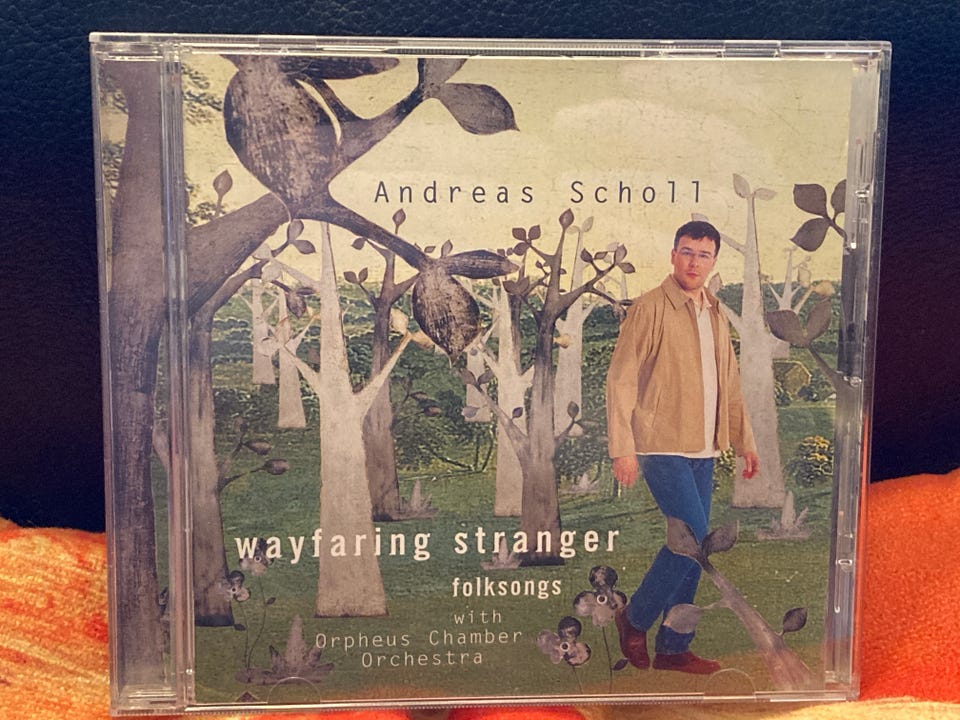 Andreas Scholl
wayfaring stranger
folksongs
with
Orpheus Chamber
Orchestra